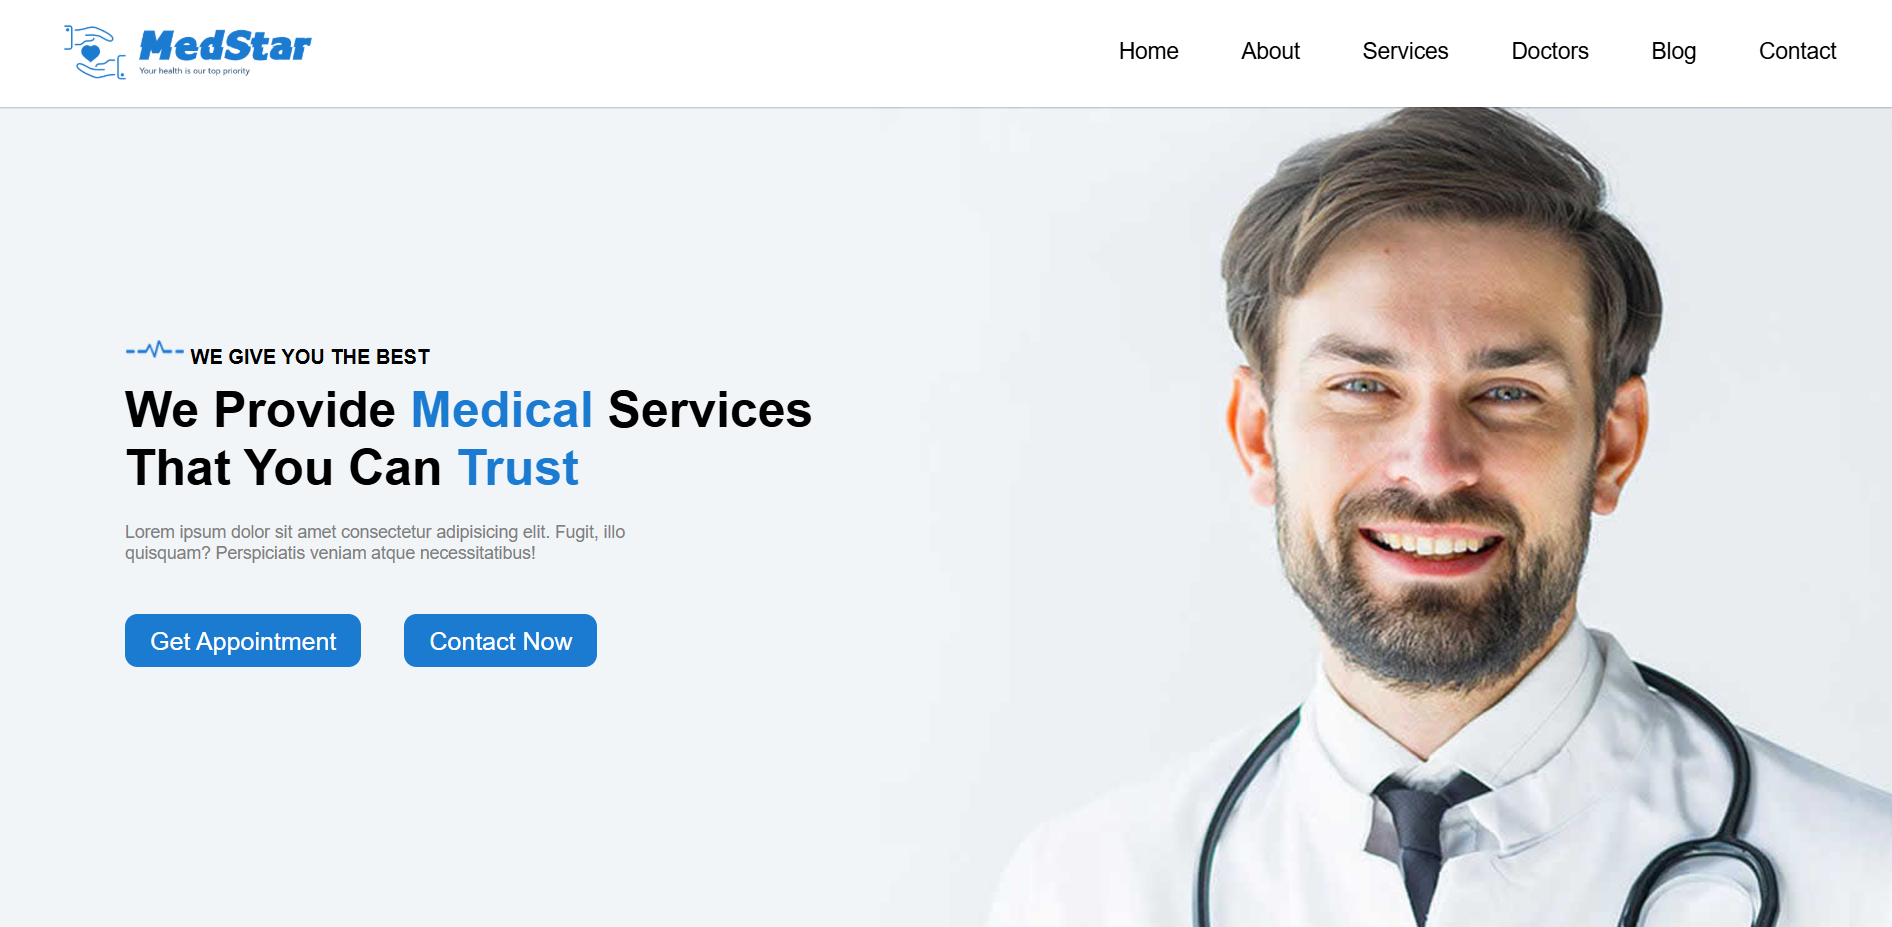 MedStar
Your health is our top priority
Home About Services Doctors Blog Contact
WE GIVE YOU THE BEST
We Provide Medical Services
That You Can Trust
Lorem ipsum dolor sit amet consectetur adipisicing elit. Fugit, illo
quisquam? Perspiciatis veniam atque necessitatibus!
Get Appointment Contact Now